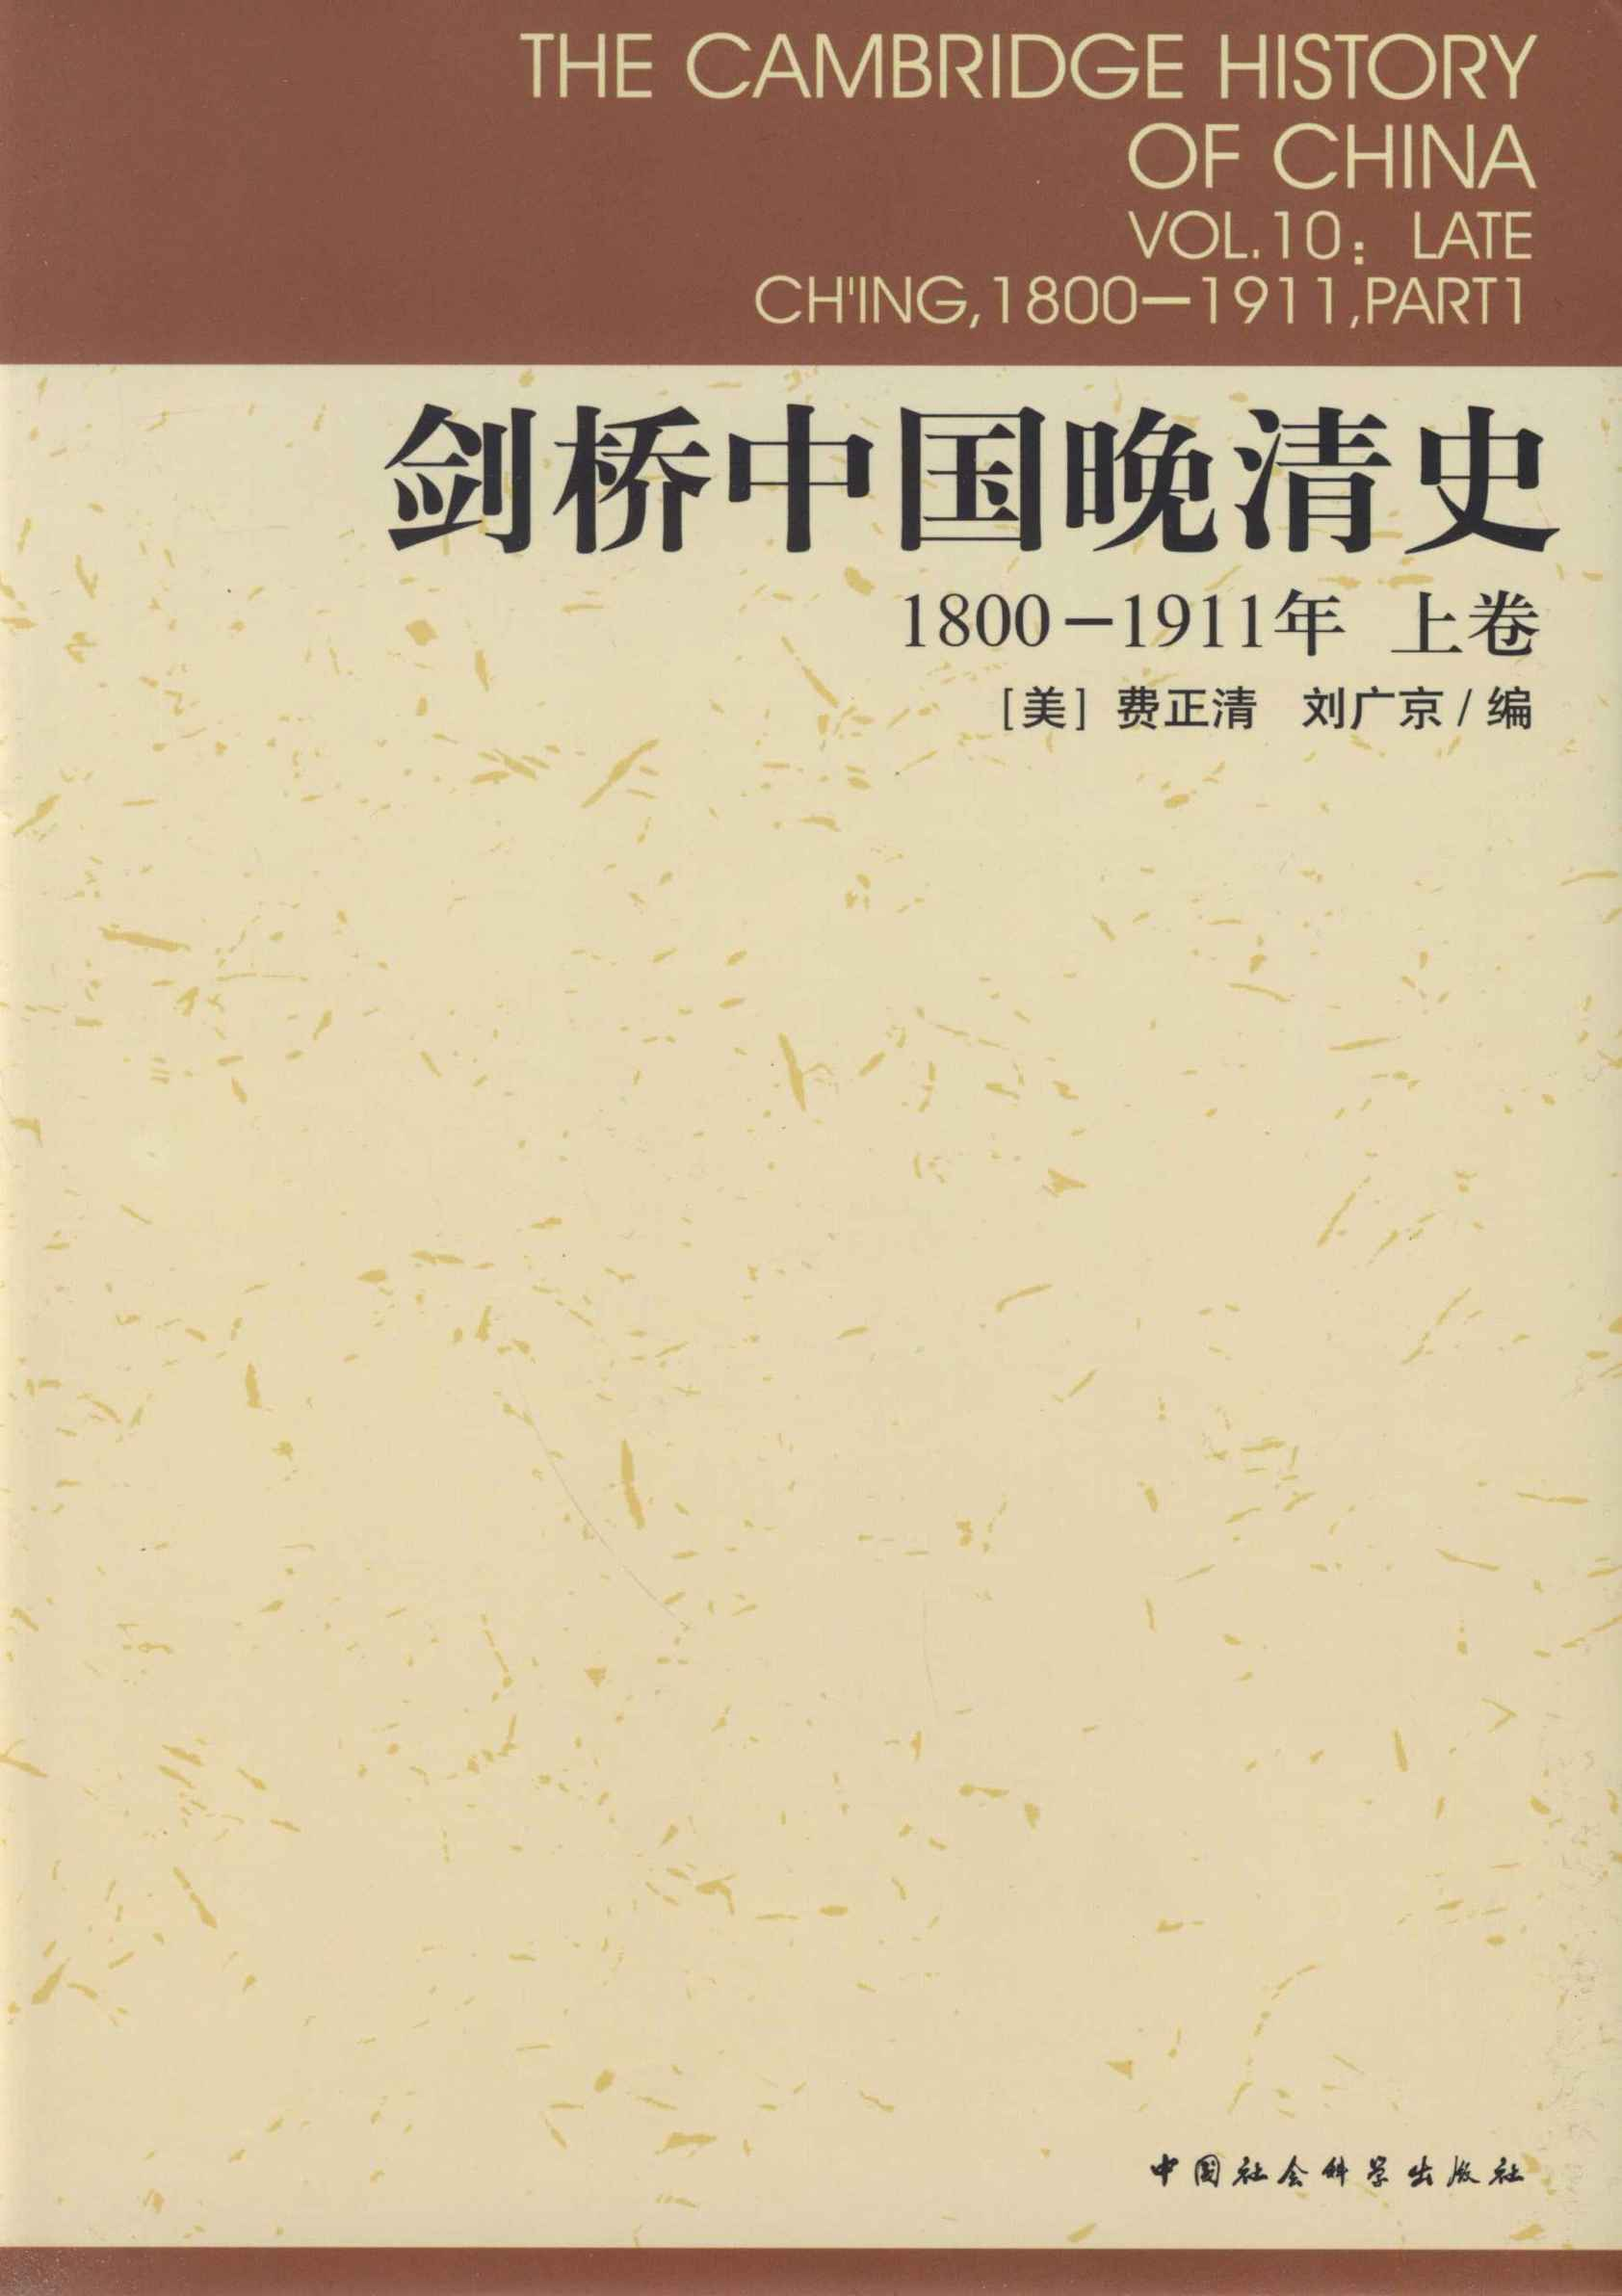 THE CAMBRIDGE HISTORY
OF CHINA
VOL.10：LATE
CH'ING,1800—1911,PART1
剑桥中国晚清史
1800－1911年 上卷
［美］费正清 刘广京/编
中国社会科学出版社